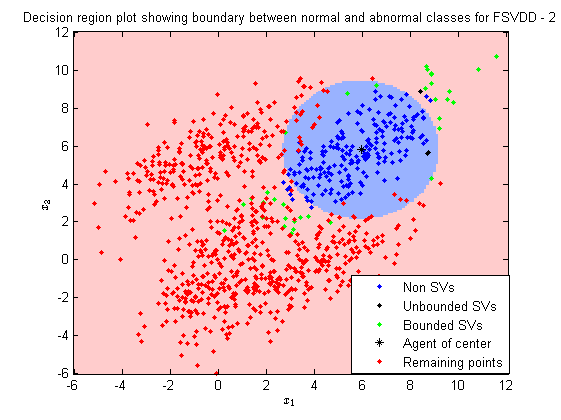 Decision region plot showing boundary between normal and abnormal classes for FSVDD - 2
12
10
8
6
4
2
0
-2
-4
-6
x2
-6
-4
-2
0
2
4
6
8
10
12
x1
Non SVs
Unbounded SVs
Bounded SVs
Agent of center
Remaining points